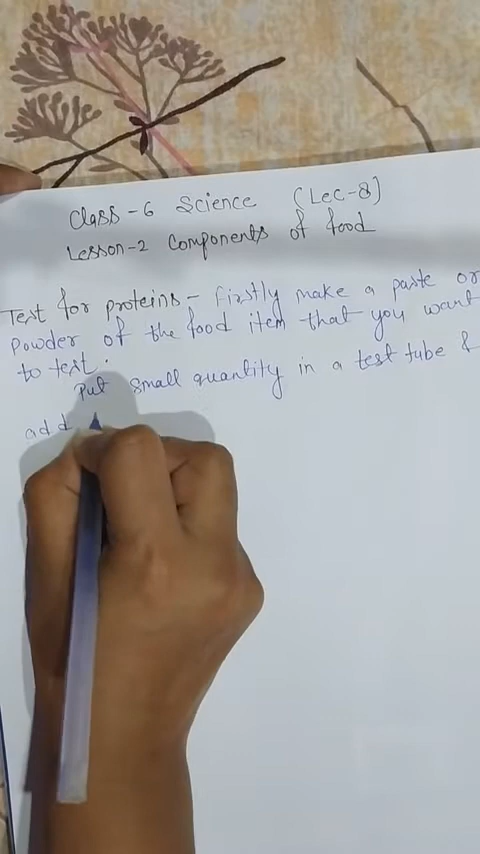 Class-6 Science (Lec-8)
Lesson-2 Components of food
Test for proteins - Firstly make a paste or
powder of the food item that you want
to test.
Put small quantity in a test tube &
add